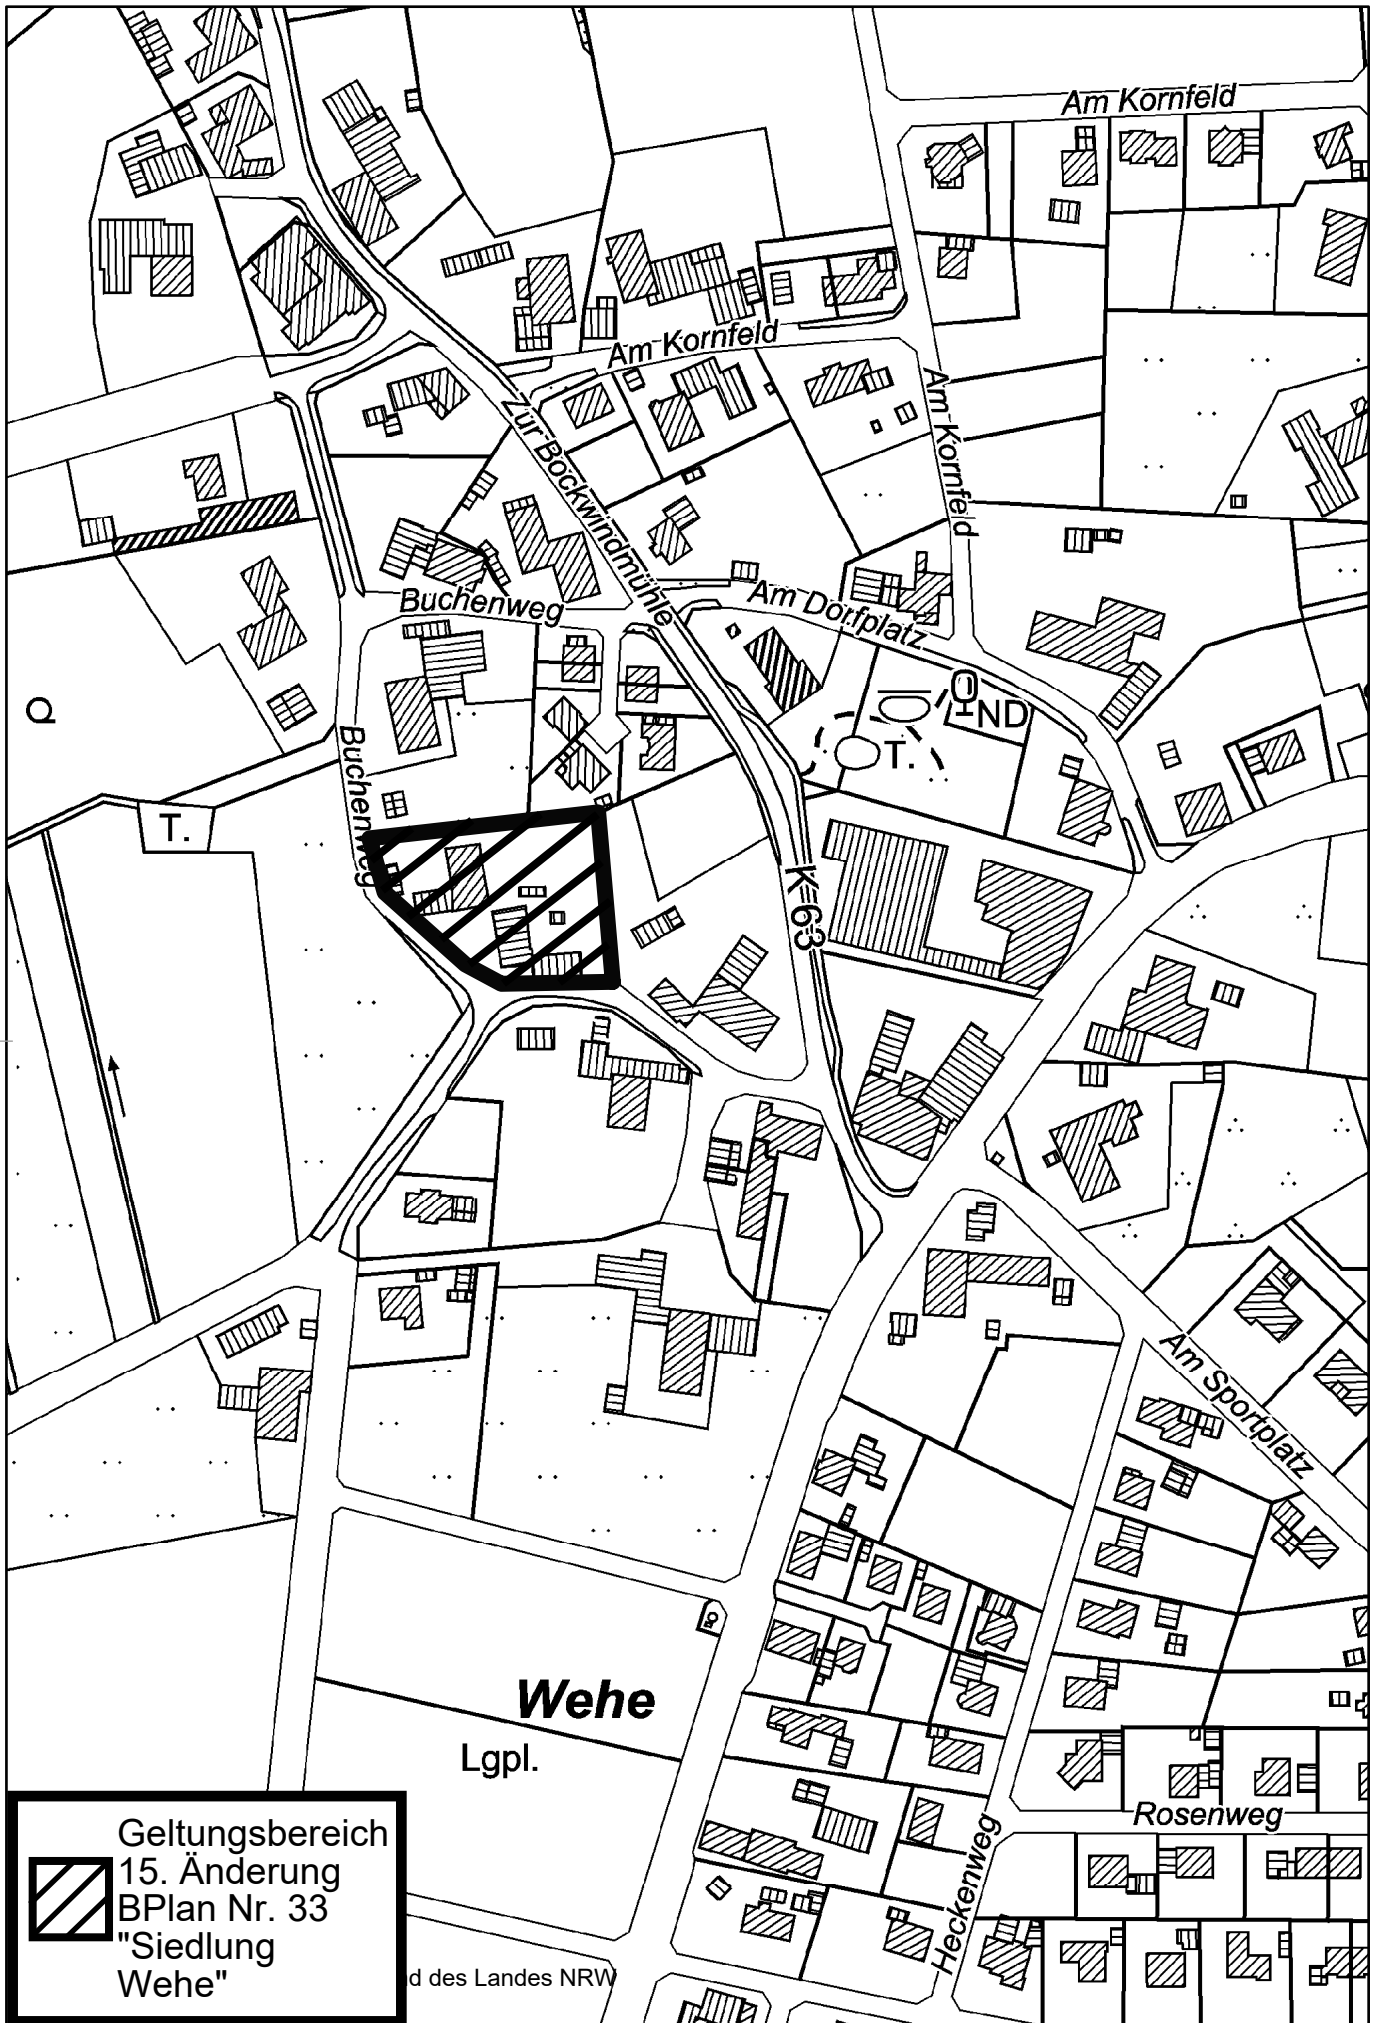 Am Kornfeld
Am Kornfeld
Am Kornfeld
Zur Bockwindmühle
Buchenweg
Am Dorfplatz
ND
T.
Buchenweg
T.
K 63
Am Sportplatz
Wehe
Lgpl.
Rosenweg
Heckenweg
Geltungsbereich
15. Änderung
BPlan Nr. 33
"Siedlung
Wehe"
d des Landes NRW